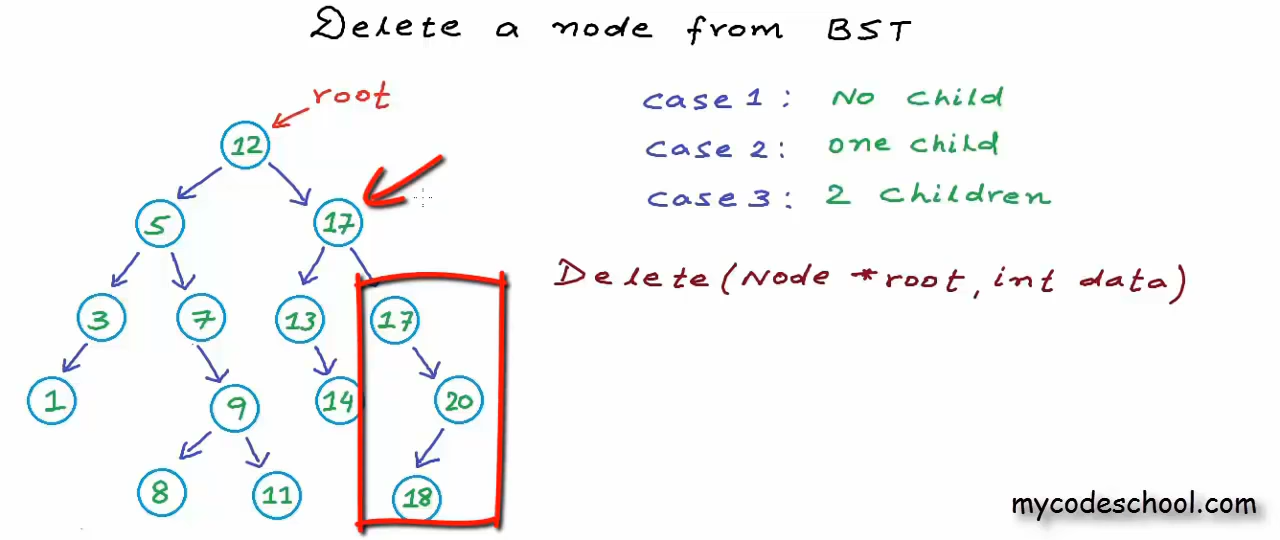 Delete a node from BST
root
case 1: No child
case 2: one child
case 3: 2 children
Delete(Node *root, int data)
12
5 17
3 7 13 17
1 9 14 20
8 11 18
mycodeschool.com